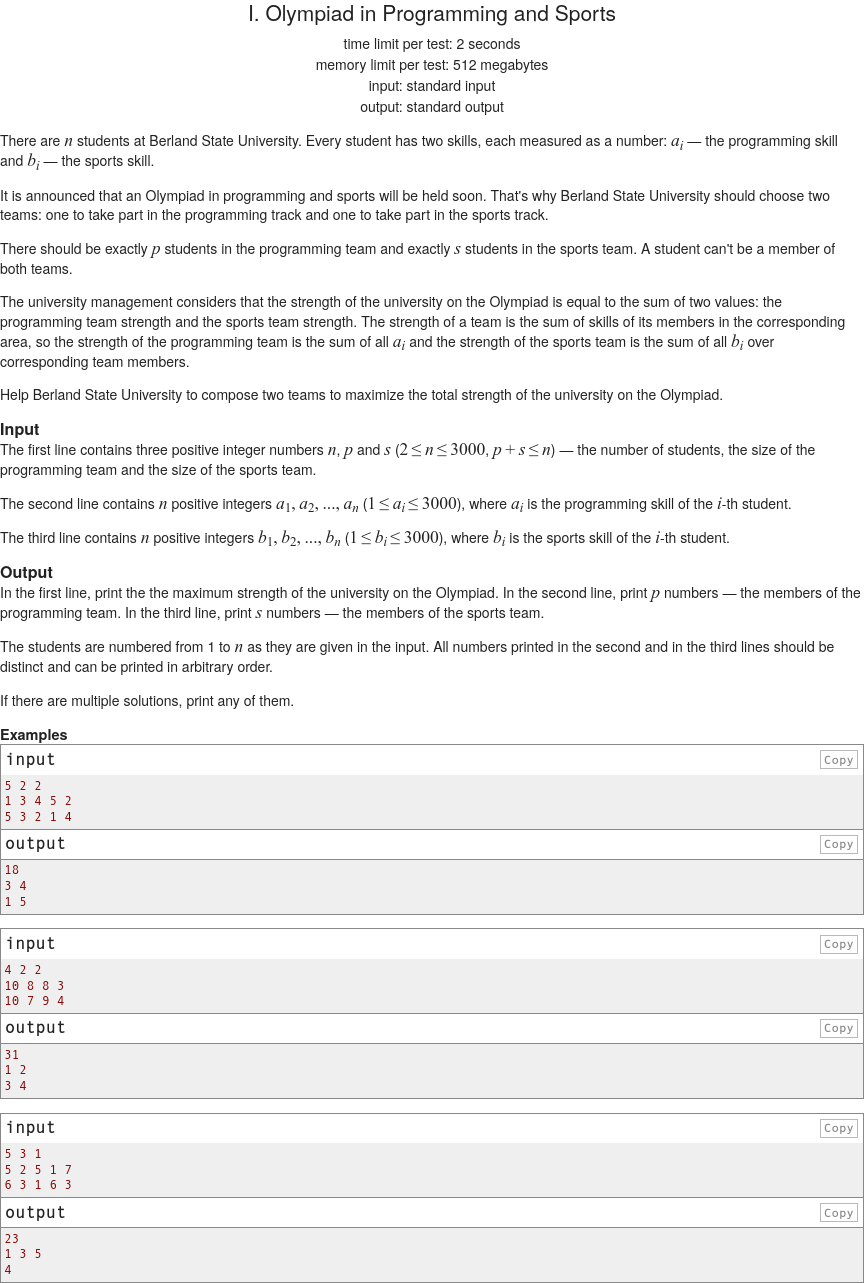 I. Olympiad in Programming and Sports
time limit per test: 2 seconds
memory limit per test: 512 megabytes
input: standard input
output: standard output
There are n students at Berland State University. Every student has two skills, each measured as a number: a_i — the programming skill
and b_i — the sports skill.
It is announced that an Olympiad in programming and sports will be held soon. That's why Berland State University should choose two
teams: one to take part in the programming track and one to take part in the sports track.
There should be exactly p students in the programming team and exactly s students in the sports team. A student can't be a member of
both teams.
The university management considers that the strength of the university on the Olympiad is equal to the sum of two values: the
programming team strength and the sports team strength. The strength of a team is the sum of skills of its members in the corresponding
area, so the strength of the programming team is the sum of all a_i and the strength of the sports team is the sum of all b_i over
corresponding team members.
Help Berland State University to compose two teams to maximize the total strength of the university on the Olympiad.
Input
The first line contains three positive integer numbers n, p and s (2 ≤ n ≤ 3000, p + s ≤ n) — the number of students, the size of the
programming team and the size of the sports team.
The second line contains n positive integers a_1, a_2, ..., a_n (1 ≤ a_i ≤ 3000), where a_i is the programming skill of the i-th student.
The third line contains n positive integers b_1, b_2, ..., b_n (1 ≤ b_i ≤ 3000), where b_i is the sports skill of the i-th student.
Output
In the first line, print the the maximum strength of the university on the Olympiad. In the second line, print p numbers — the members of the
programming team. In the third line, print s numbers — the members of the sports team.
The students are numbered from 1 to n as they are given in the input. All numbers printed in the second and in the third lines should be
distinct and can be printed in arbitrary order.
If there are multiple solutions, print any of them.
Examples
input Copy
5 2 2
1 3 4 5 2
5 3 2 1 4
output Copy
18
3 4
1 5
input Copy
4 2 2
10 8 8 3
10 7 9 4
output Copy
31
1 2
3 4
input Copy
5 3 1
5 2 5 1 7
6 3 1 6 3
output Copy
23
1 3 5
4